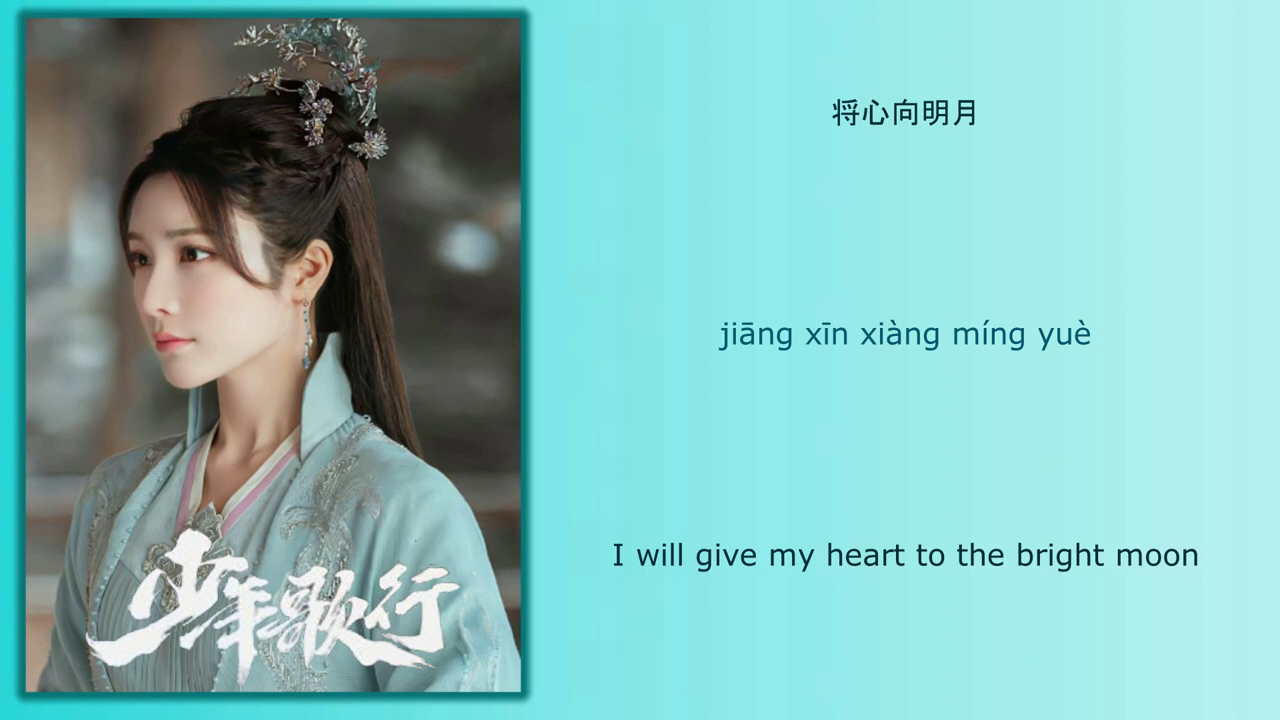 将心向明月
jiāng xīn xiàng míng yuè
I will give my heart to the bright moon
少年歌行